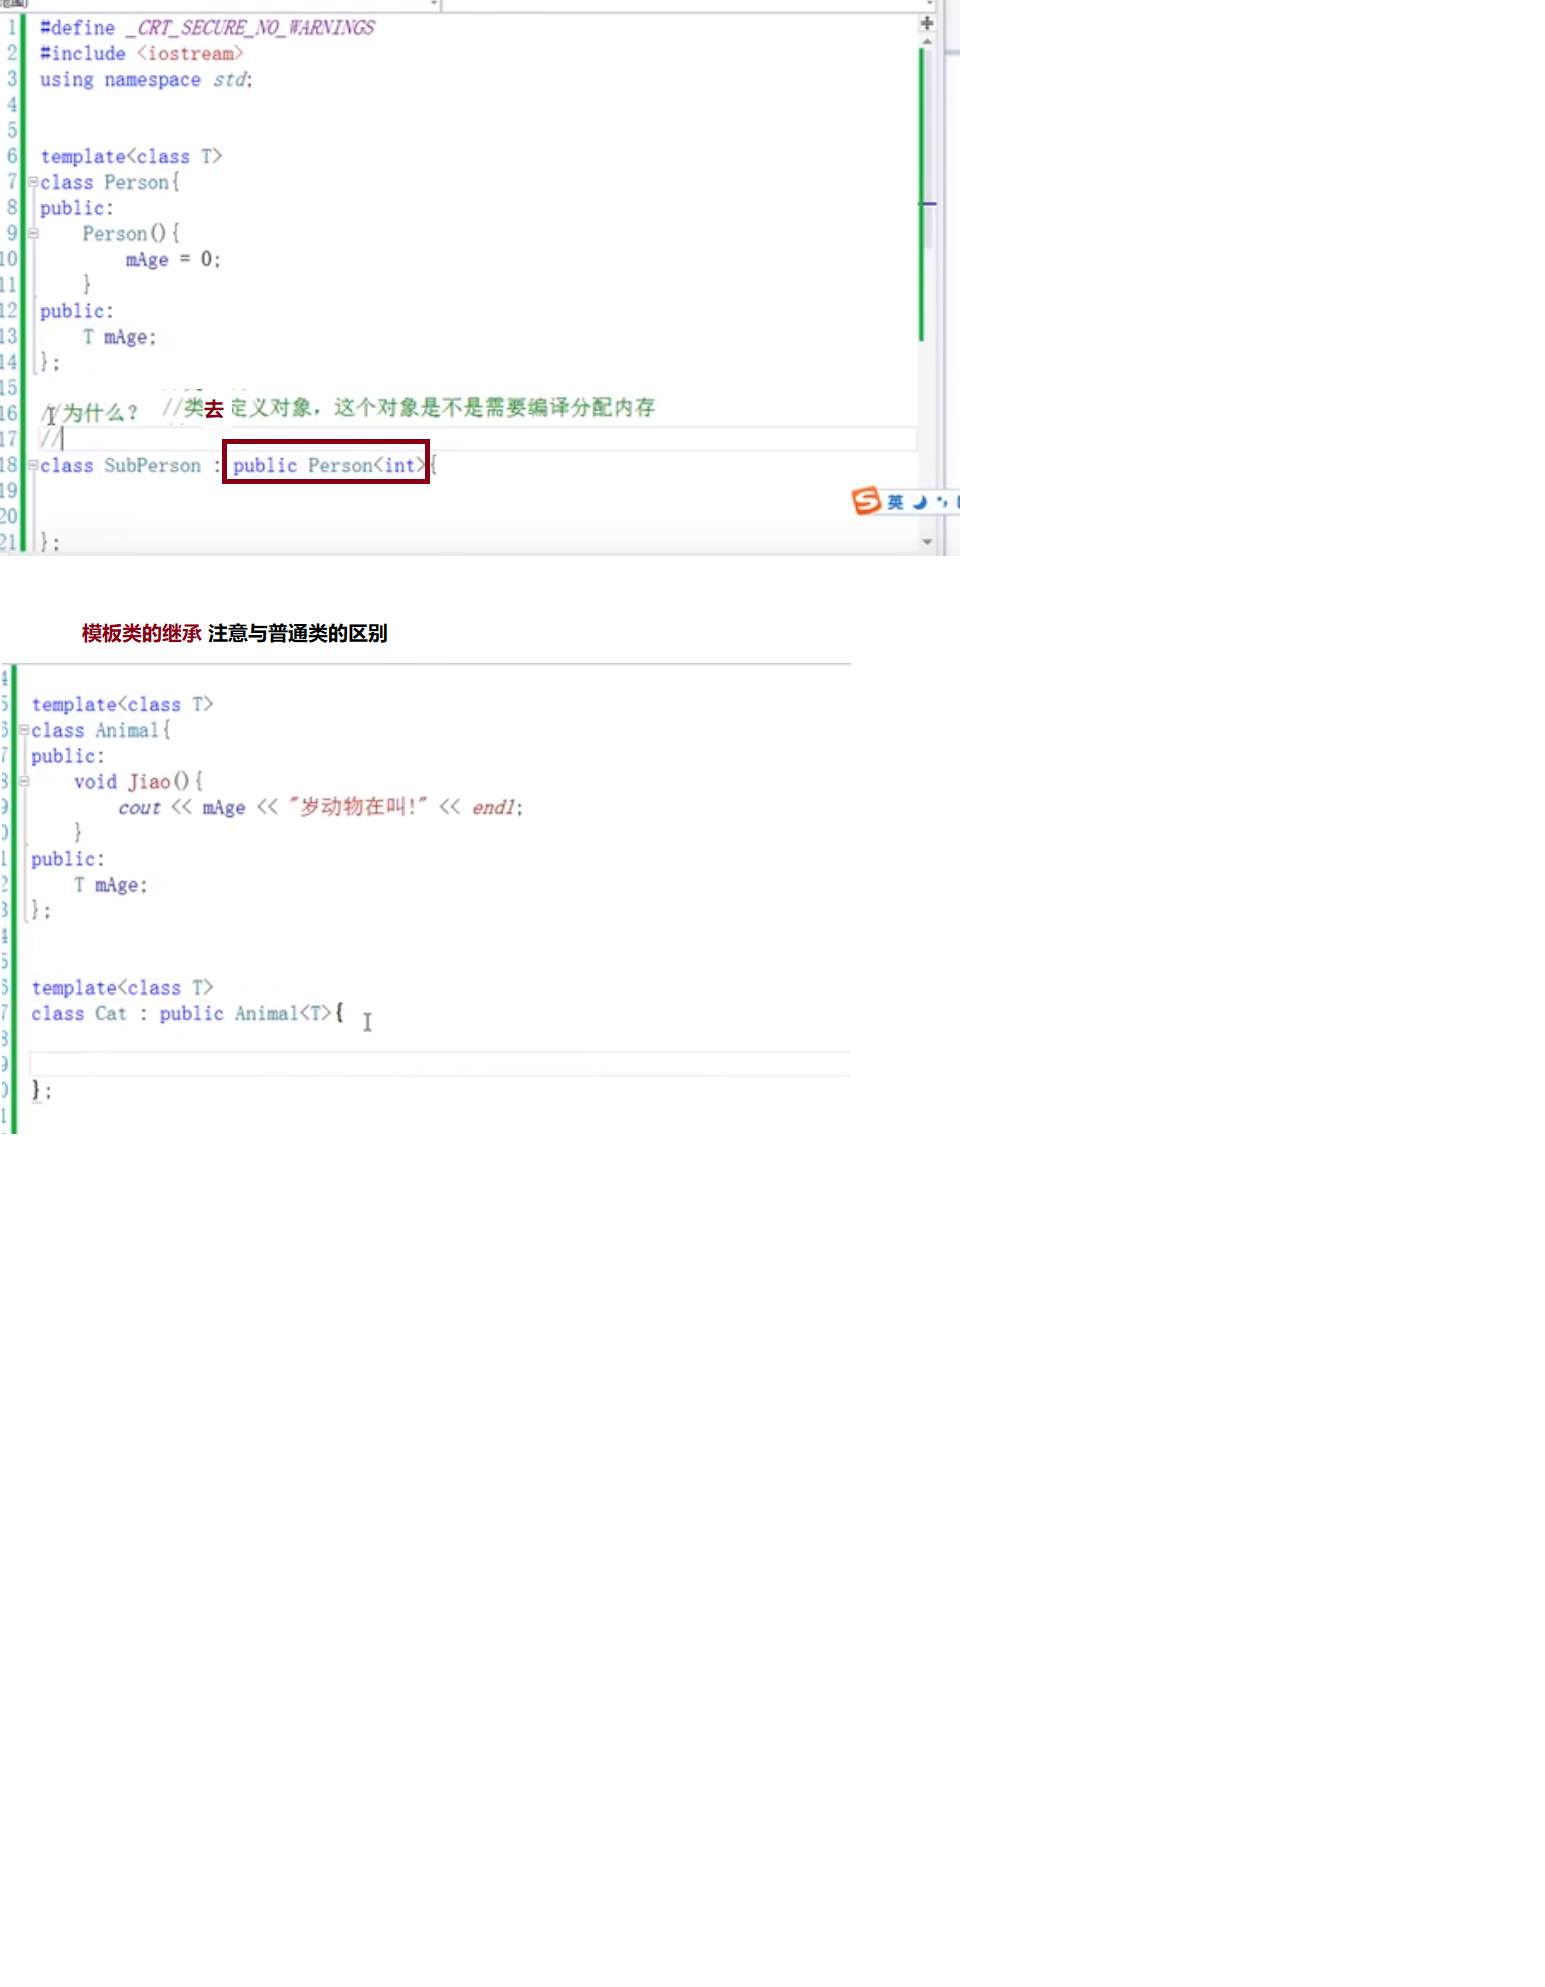 1 #define _CRT_SECURE_NO_WARNINGS
2 #include <iostream>
3 using namespace std;
4
5
6 template<class T>
7 class Person{
8 public:
9 Person(){
10 mAge = 0;
11 }
12 public:
13 T mAge;
14 };
15
16 //为什么? //类去定义对象，这个对象是不是需要编译分配内存
17 //
18 class SubPerson : public Person<int>{
19
英
20
21 };
模板类的继承 注意与普通类的区别
4
5 template<class T>
6 class Animal{
7 public:
8 void Jiao(){
9 cout << mAge << "岁动物在叫!" << endl;
0 }
1 public:
2 T mAge;
3 };
4
5
6 template<class T>
7 class Cat : public Animal<T>{
8
9
0 };
1